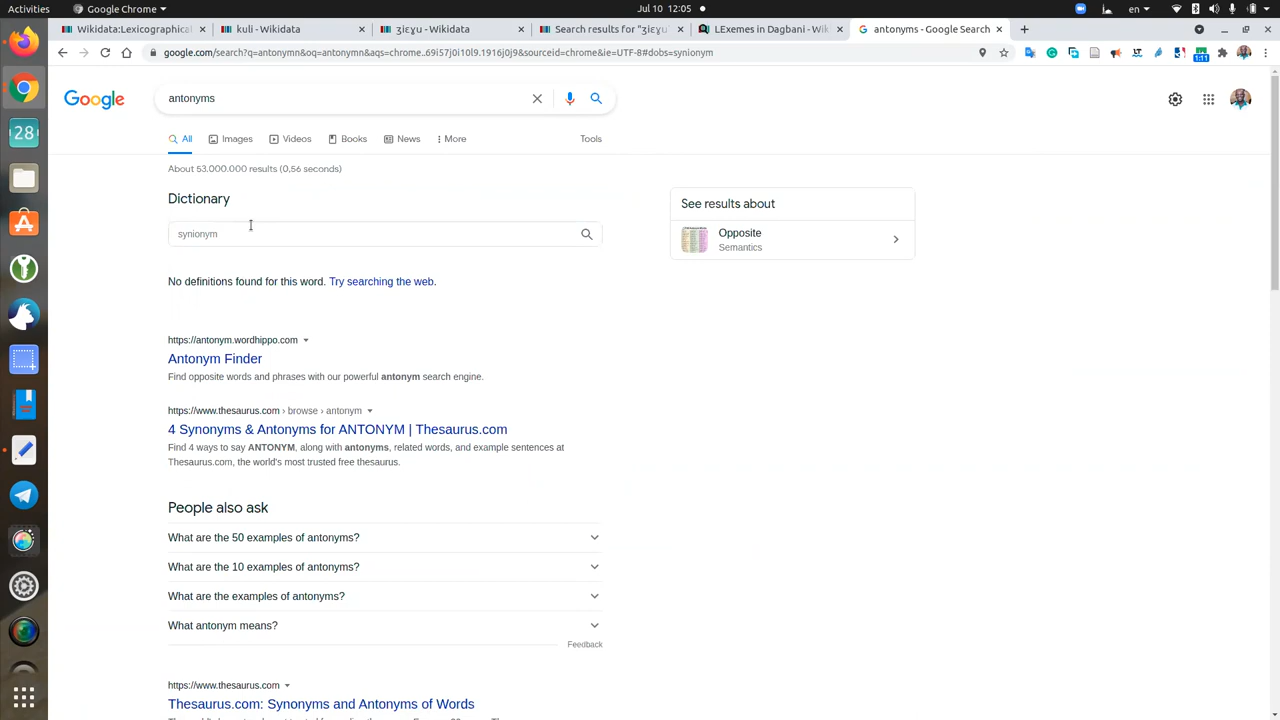 Activities Google Chrome Jul 10 12:05 en
Wikidata:Lexicographical kuli - Wikidata ʒiɛɣu - Wikidata Search results for "ʒiɛɣu" LExemes in Dagbani - Wik antonyms - Google Search
google.com/search?q=antonymn&oq=antonymn&aqs=chrome..69i57j0i10l9.1916j0j9&sourceid=chrome&ie=UTF-8#dobs=synionym 1:11
28
Google antonyms
All Images Videos Books News More Tools
About 53.000.000 results (0,56 seconds)
Dictionary
synionym
No definitions found for this word. Try searching the web.
https://antonym.wordhippo.com
Antonym Finder
Find opposite words and phrases with our powerful antonym search engine.
https://www.thesaurus.com › browse › antonym
4 Synonyms & Antonyms for ANTONYM | Thesaurus.com
Find 4 ways to say ANTONYM, along with antonyms, related words, and example sentences at
Thesaurus.com, the world's most trusted free thesaurus.
People also ask
What are the 50 examples of antonyms?
What are the 10 examples of antonyms?
What are the examples of antonyms?
What antonym means?
Feedback
https://www.thesaurus.com
Thesaurus.com: Synonyms and Antonyms of Words
See results about
Opposite
Semantics